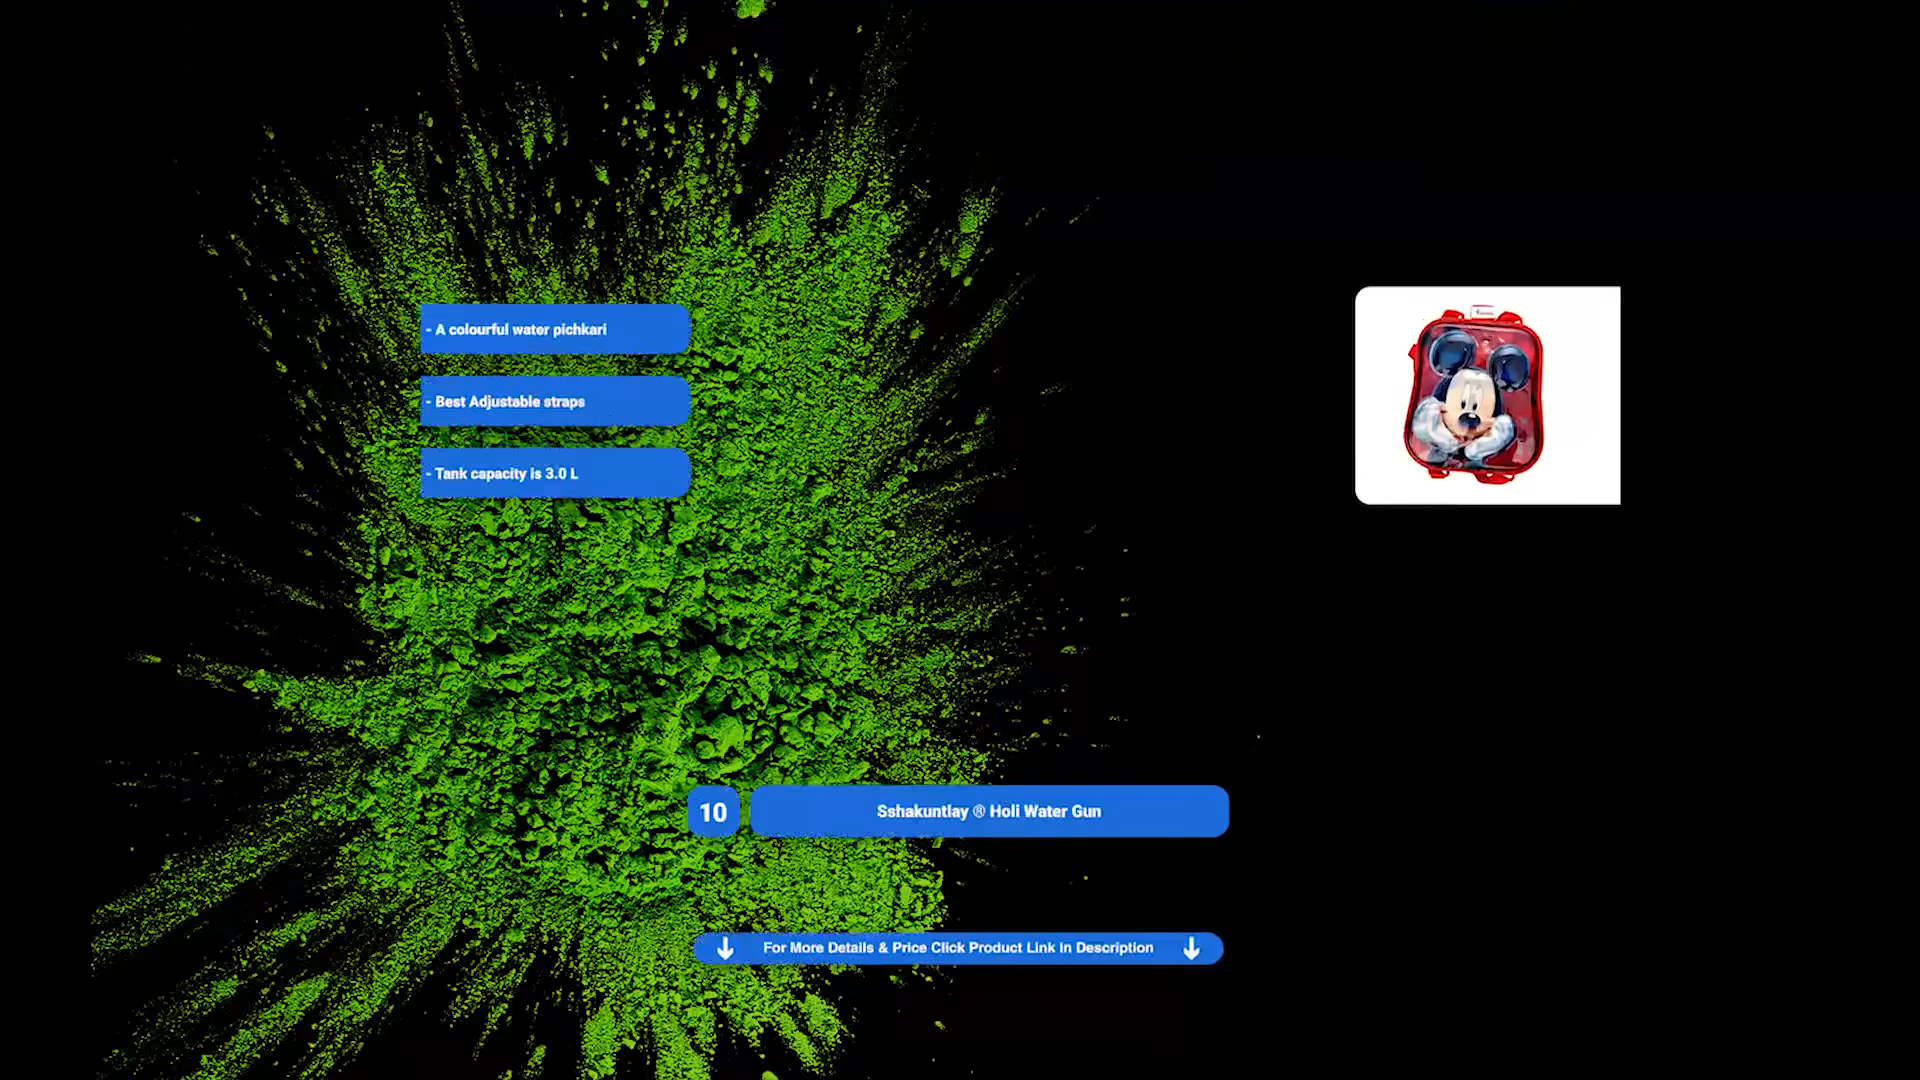 - A colourful water pichkari
- Best Adjustable straps
- Tank capacity is 3.0 L
10
Sshakuntlay ® Holi Water Gun
For More Details & Price Click Product Link In Description